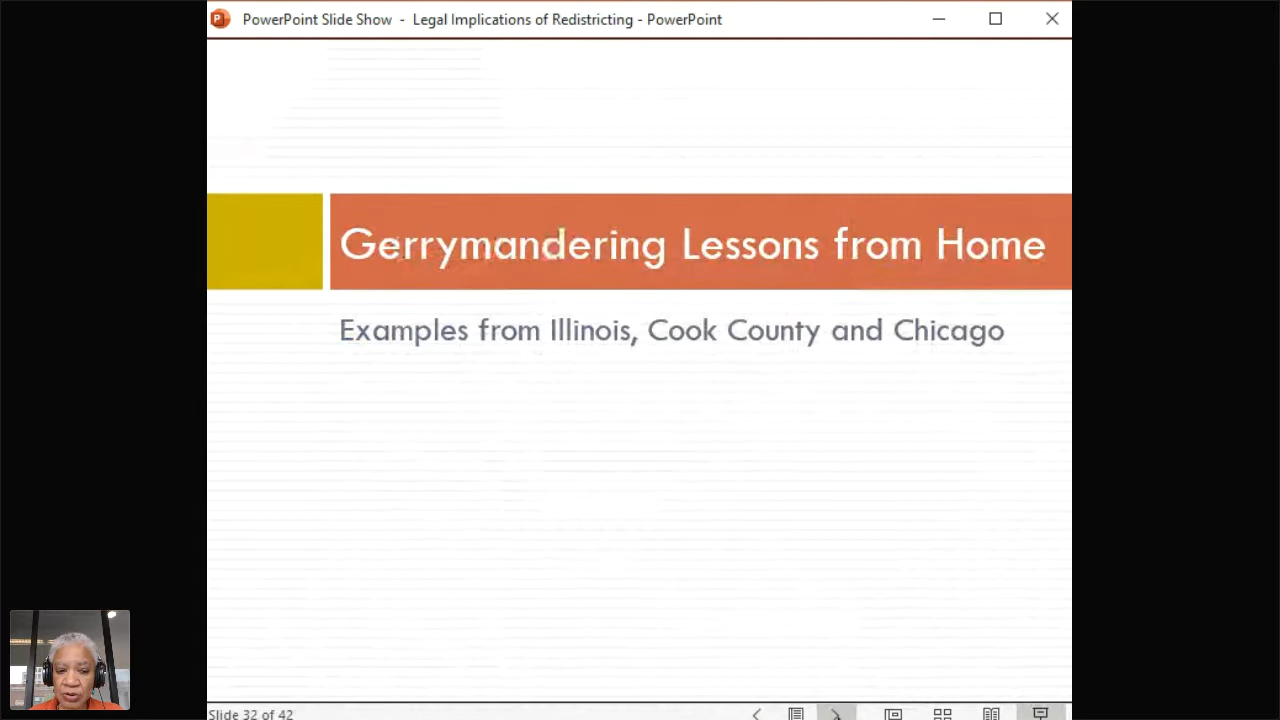 P
PowerPoint Slide Show - Legal Implications of Redistricting - PowerPoint
Gerrymandering Lessons from Home
Examples from Illinois, Cook County and Chicago
Slide 32 of 42